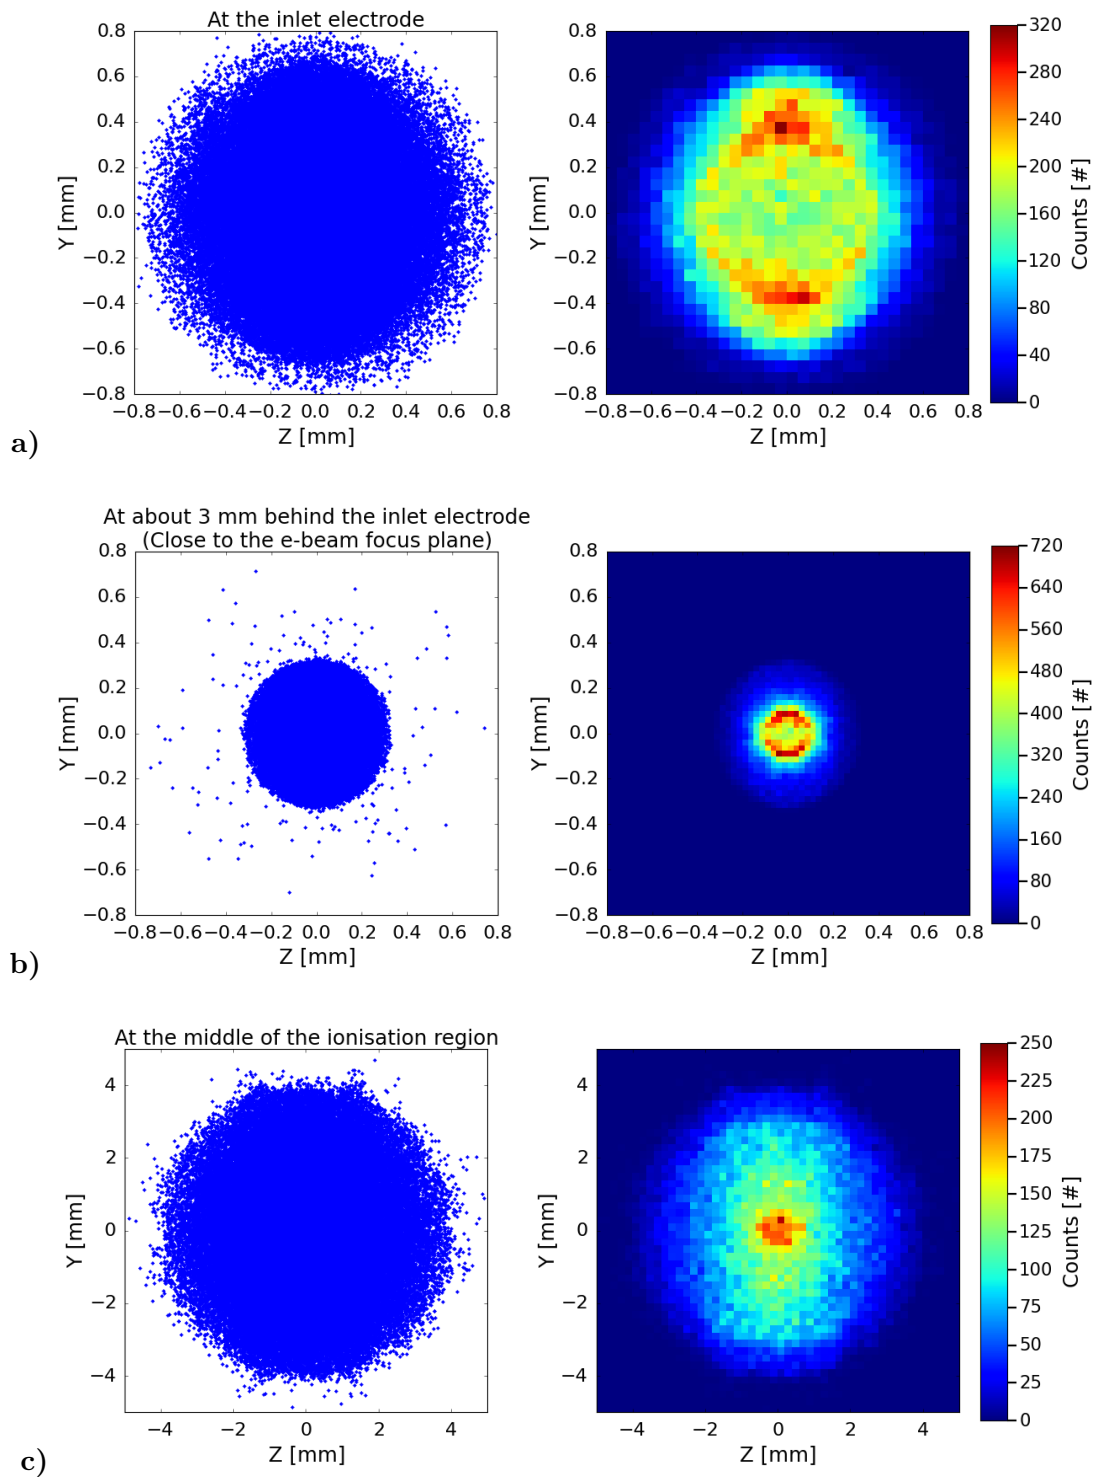 At the inlet electrode
0.8
0.6
0.4
0.2
0.0
−0.2
−0.4
−0.6
−0.8
Y [mm]
−0.8 −0.6 −0.4 −0.2 0.0 0.2 0.4 0.6 0.8
Z [mm]
0.8
0.6
0.4
0.2
0.0
−0.2
−0.4
−0.6
−0.8
Y [mm]
−0.8 −0.6 −0.4 −0.2 0.0 0.2 0.4 0.6 0.8
Z [mm]
320
280
240
200
160
120
80
40
0
Counts [#]
a)
At about 3 mm behind the inlet electrode
(Close to the e-beam focus plane)
0.8
0.6
0.4
0.2
0.0
−0.2
−0.4
−0.6
−0.8
Y [mm]
−0.8 −0.6 −0.4 −0.2 0.0 0.2 0.4 0.6 0.8
Z [mm]
0.8
0.6
0.4
0.2
0.0
−0.2
−0.4
−0.6
−0.8
Y [mm]
−0.8 −0.6 −0.4 −0.2 0.0 0.2 0.4 0.6 0.8
Z [mm]
720
640
560
480
400
320
240
160
80
0
Counts [#]
b)
At the middle of the ionisation region
4
2
0
−2
−4
Y [mm]
−4 −2 0 2 4
Z [mm]
4
2
0
−2
−4
Y [mm]
−4 −2 0 2 4
Z [mm]
250
225
200
175
150
125
100
75
50
25
0
Counts [#]
c)